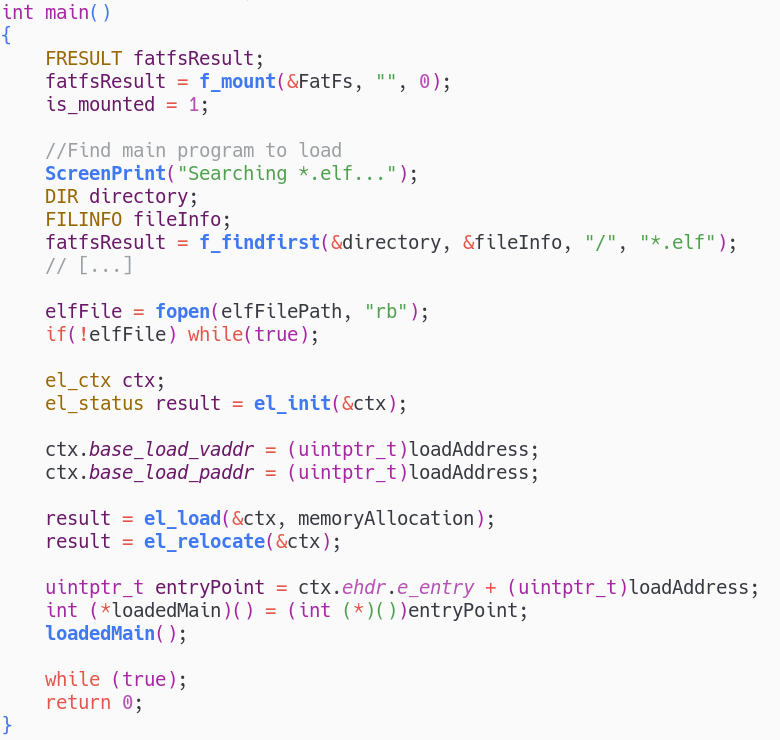 int main()
{
    FRESULT fatfsResult;
    fatfsResult = f_mount(&FatFs, "", 0);
    is_mounted = 1;

    //Find main program to load
    ScreenPrint("Searching *.elf...");
    DIR directory;
    FILINFO fileInfo;
    fatfsResult = f_findfirst(&directory, &fileInfo, "/", "*.elf");
    // [...]

    elfFile = fopen(elfFilePath, "rb");
    if(!elfFile) while(true);

    el_ctx ctx;
    el_status result = el_init(&ctx);

    ctx.base_load_vaddr = (uintptr_t)loadAddress;
    ctx.base_load_paddr = (uintptr_t)loadAddress;

    result = el_load(&ctx, memoryAllocation);
    result = el_relocate(&ctx);

    uintptr_t entryPoint = ctx.ehdr.e_entry + (uintptr_t)loadAddress;
    int (*loadedMain)() = (int (*)())entryPoint;
    loadedMain();

    while (true);
    return 0;
}